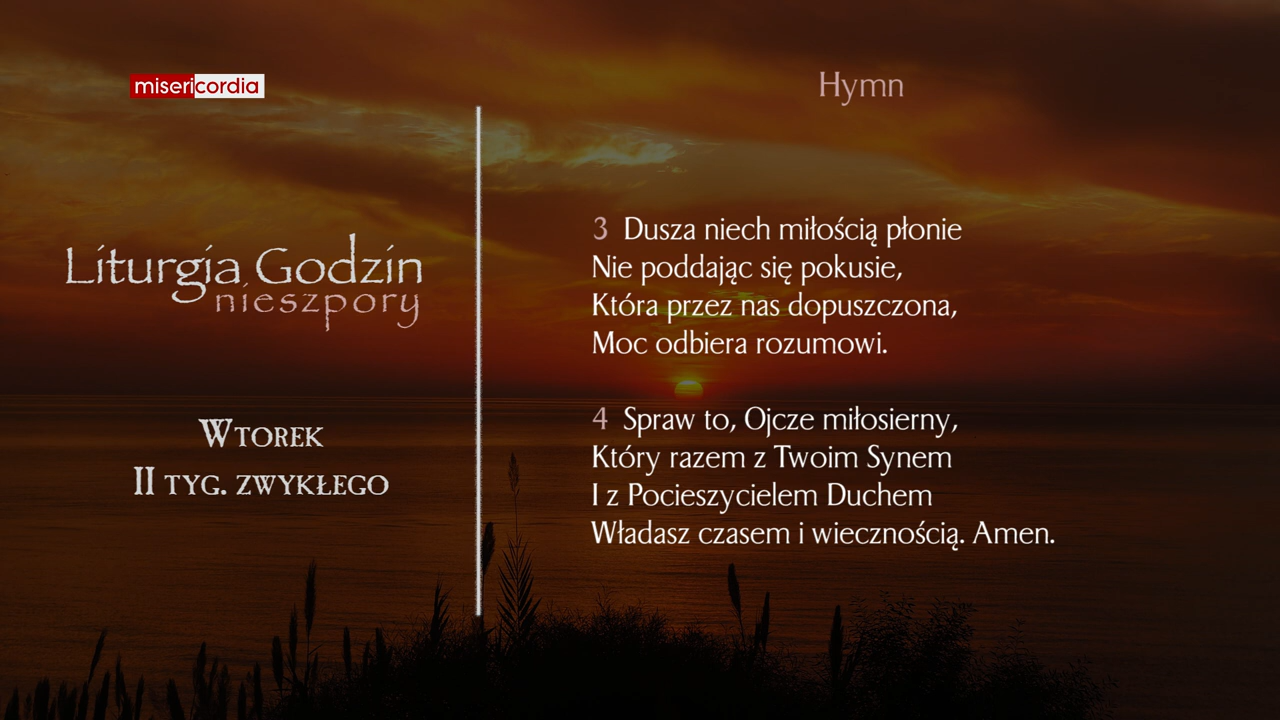 misericordia
Liturgia Godzin
nieszpory
Wtorek
II tyg. zwykłego
Hymn
3 Dusza niech miłością płonie
Nie poddając się pokusie,
Która przez nas dopuszczona,
Moc odbiera rozumowi.
4 Spraw to, Ojcze miłosierny,
Który razem z Twoim Synem
I z Pocieszycielem Duchem
Władasz czasem i wiecznością. Amen.